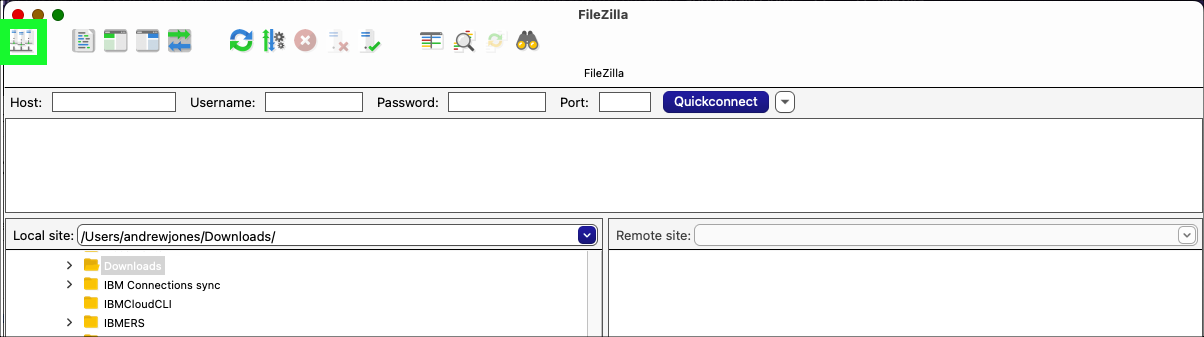 FileZilla
FileZilla
Host: Username: Password: Port: Quickconnect
Local site: /Users/andrewjones/Downloads/ Remote site:
Downloads
IBM Connections sync
IBMCloudCLI
IBMERS